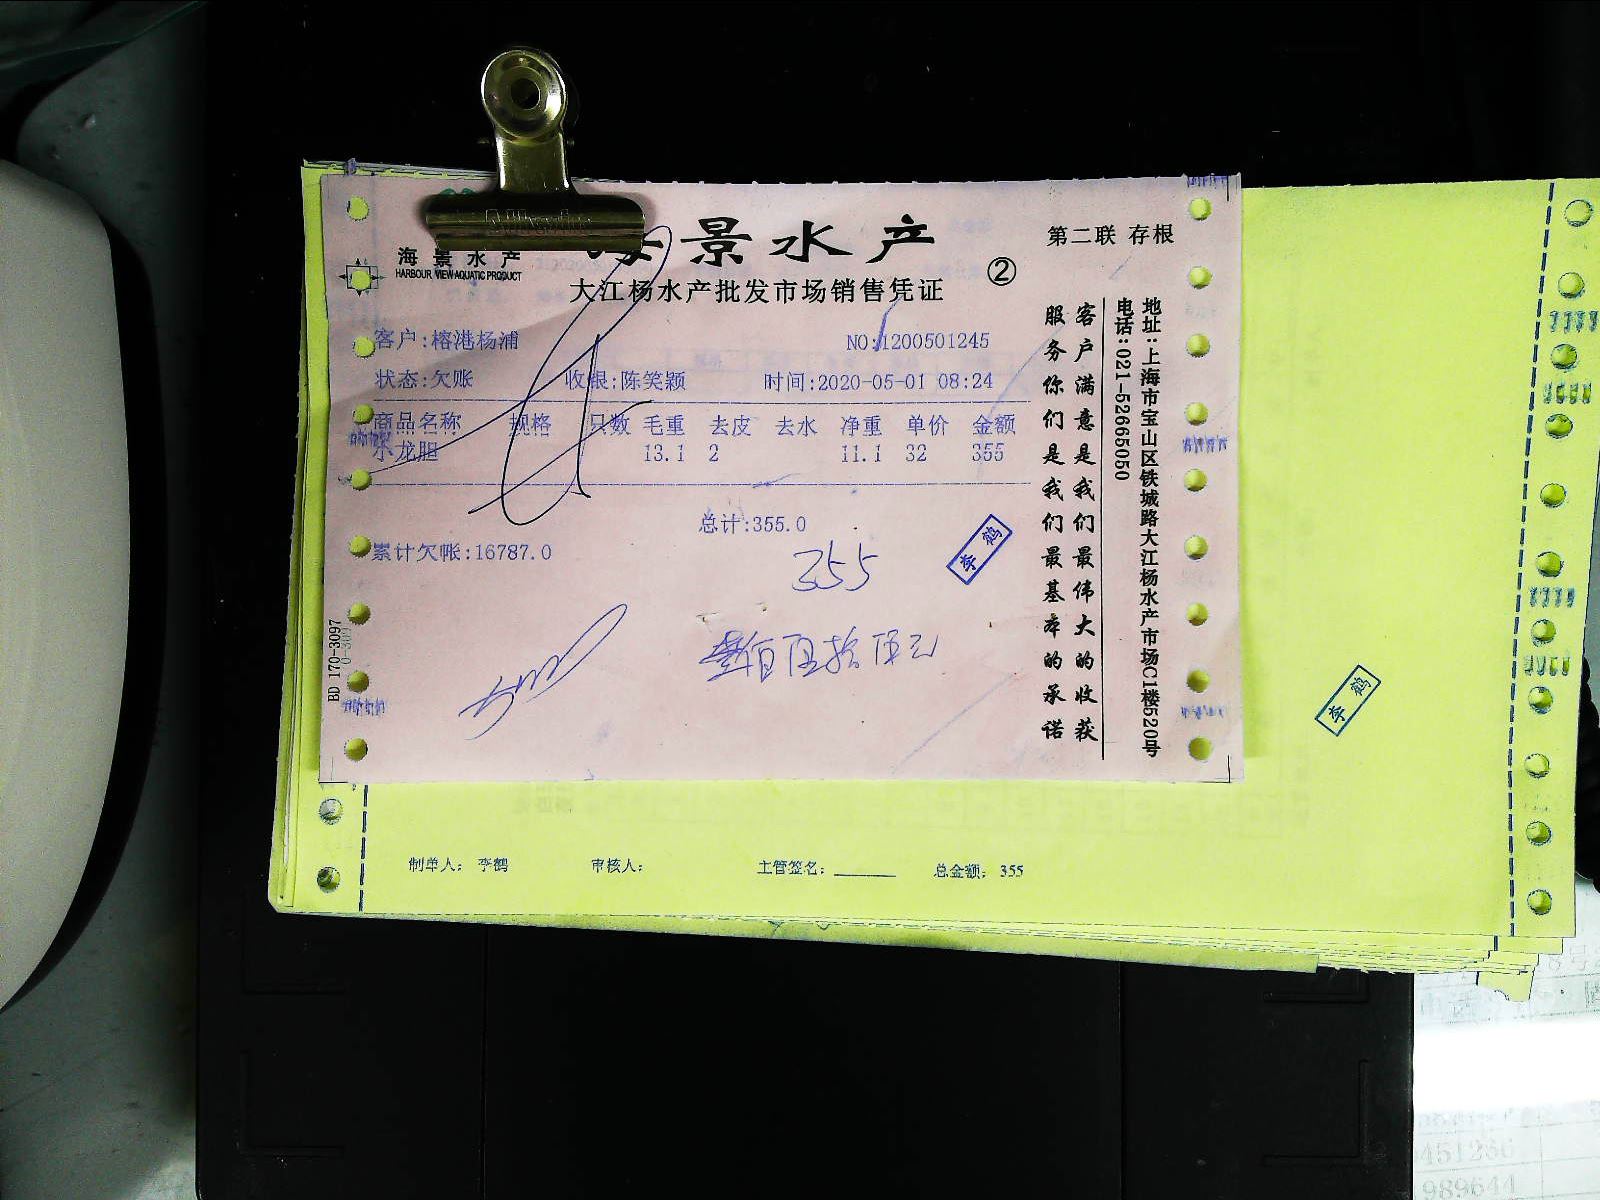 景水产
第二联 存根
海景水产
HARBOUR VIEW AQUATIC PRODUCT
②
大江杨水产批发市场销售凭证
客户:榕港杨浦
NO:1200501245
状态:欠账
收银:陈笑颖
时间:2020-05-01 08:24
商品名称 规格 只数 毛重 去皮 去水 净重 单价 金额
小龙胆 13.1 2 11.1 32 355
总计:355.0
累计欠帐:16787.0
355
李鹤
叁百伍拾伍元
BD 170-3097
客户满意是我们最伟大的收获
服务你们是我们最基本的承诺
地址:上海市宝山区铁城路大江杨水产市场C1楼520号
电话:021-52665050
李鹤
制单人: 李鹤 审核人: 主管签名: 总金额: 355
451266
989644